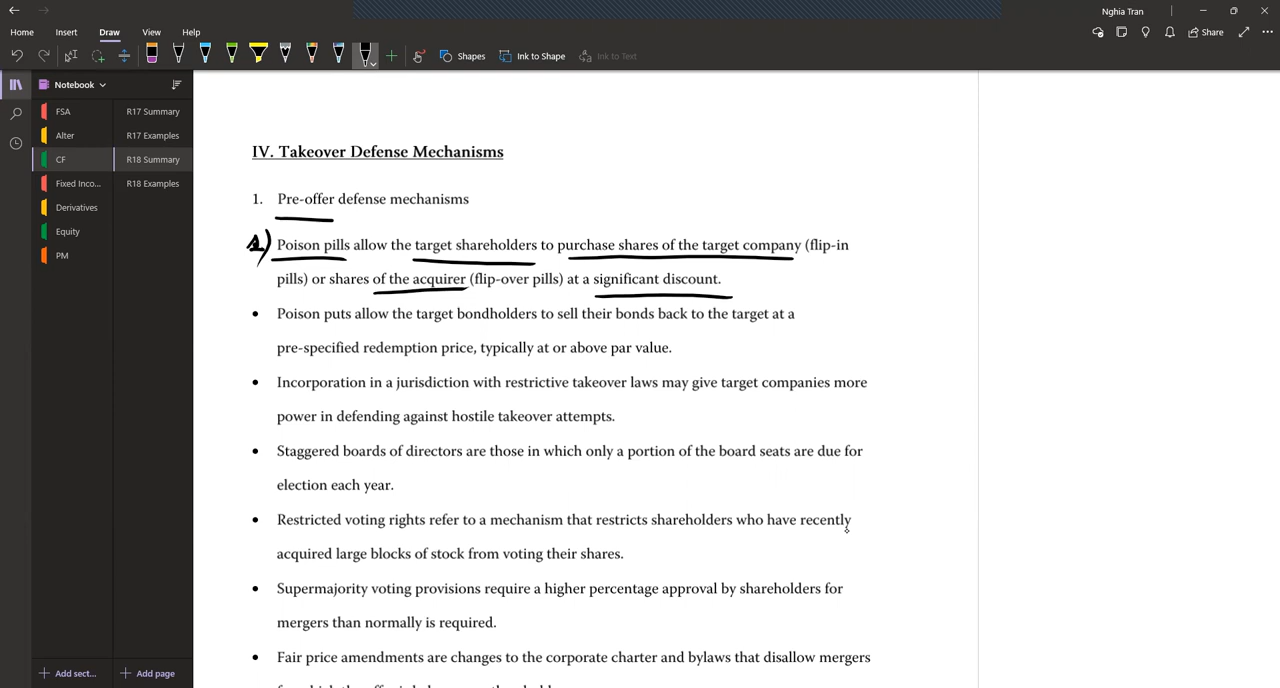 Nghia Tran
Home Insert Draw View Help
Shapes Ink to Shape Ink to Text Share
Notebook
FSA R17 Summary
Alter R17 Examples
CF R18 Summary
Fixed Inco... R18 Examples
Derivatives
Equity
PM
Add sect... Add page
IV. Takeover Defense Mechanisms
1. Pre-offer defense mechanisms
1) Poison pills allow the target shareholders to purchase shares of the target company (flip-in
pills) or shares of the acquirer (flip-over pills) at a significant discount.
• Poison puts allow the target bondholders to sell their bonds back to the target at a
pre-specified redemption price, typically at or above par value.
• Incorporation in a jurisdiction with restrictive takeover laws may give target companies more
power in defending against hostile takeover attempts.
• Staggered boards of directors are those in which only a portion of the board seats are due for
election each year.
• Restricted voting rights refer to a mechanism that restricts shareholders who have recently
acquired large blocks of stock from voting their shares.
• Supermajority voting provisions require a higher percentage approval by shareholders for
mergers than normally is required.
• Fair price amendments are changes to the corporate charter and bylaws that disallow mergers